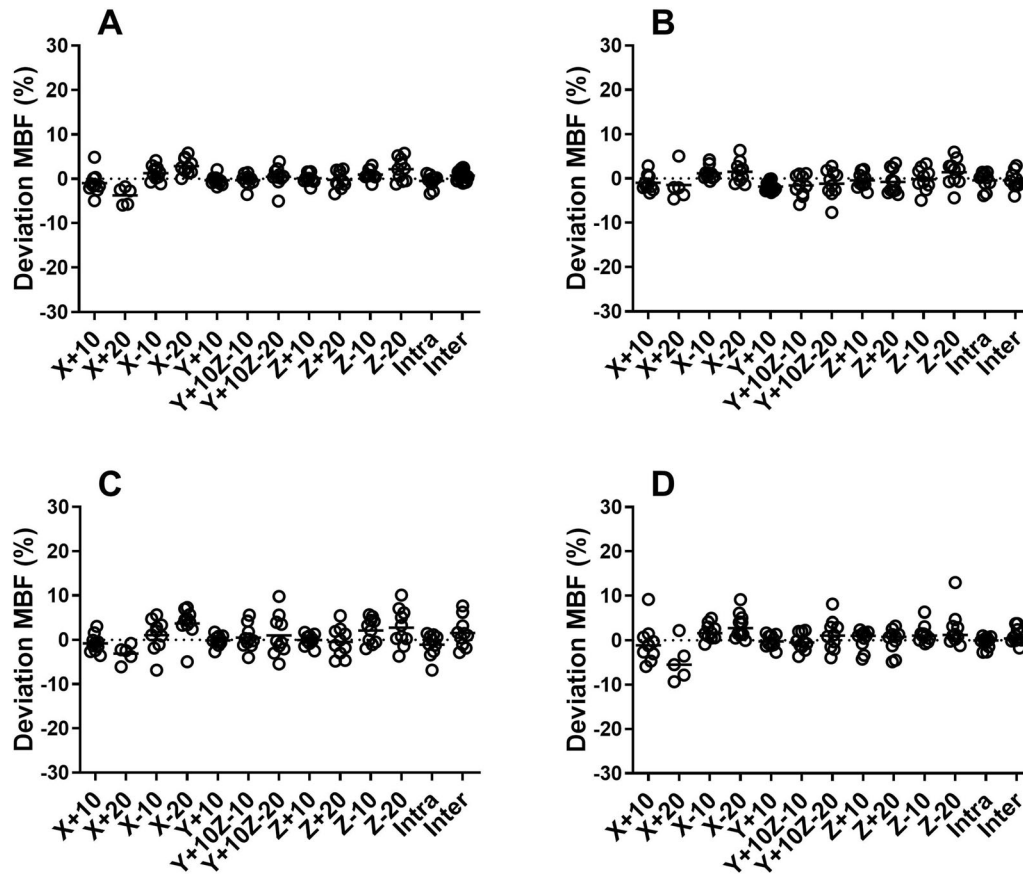 A
Deviation MBF (%)
30
20
10
0
-10
-20
-30
X+10
X+20
X-10
X-20
Y+10
Y+10Z-10
Y+10Z-20
Z+10
Z+20
Z-10
Z-20
Intra
Inter
B
Deviation MBF (%)
30
20
10
0
-10
-20
-30
X+10
X+20
X-10
X-20
Y+10
Y+10Z-10
Y+10Z-20
Z+10
Z+20
Z-10
Z-20
Intra
Inter
C
Deviation MBF (%)
30
20
10
0
-10
-20
-30
X+10
X+20
X-10
X-20
Y+10
Y+10Z-10
Y+10Z-20
Z+10
Z+20
Z-10
Z-20
Intra
Inter
D
Deviation MBF (%)
30
20
10
0
-10
-20
-30
X+10
X+20
X-10
X-20
Y+10
Y+10Z-10
Y+10Z-20
Z+10
Z+20
Z-10
Z-20
Intra
Inter